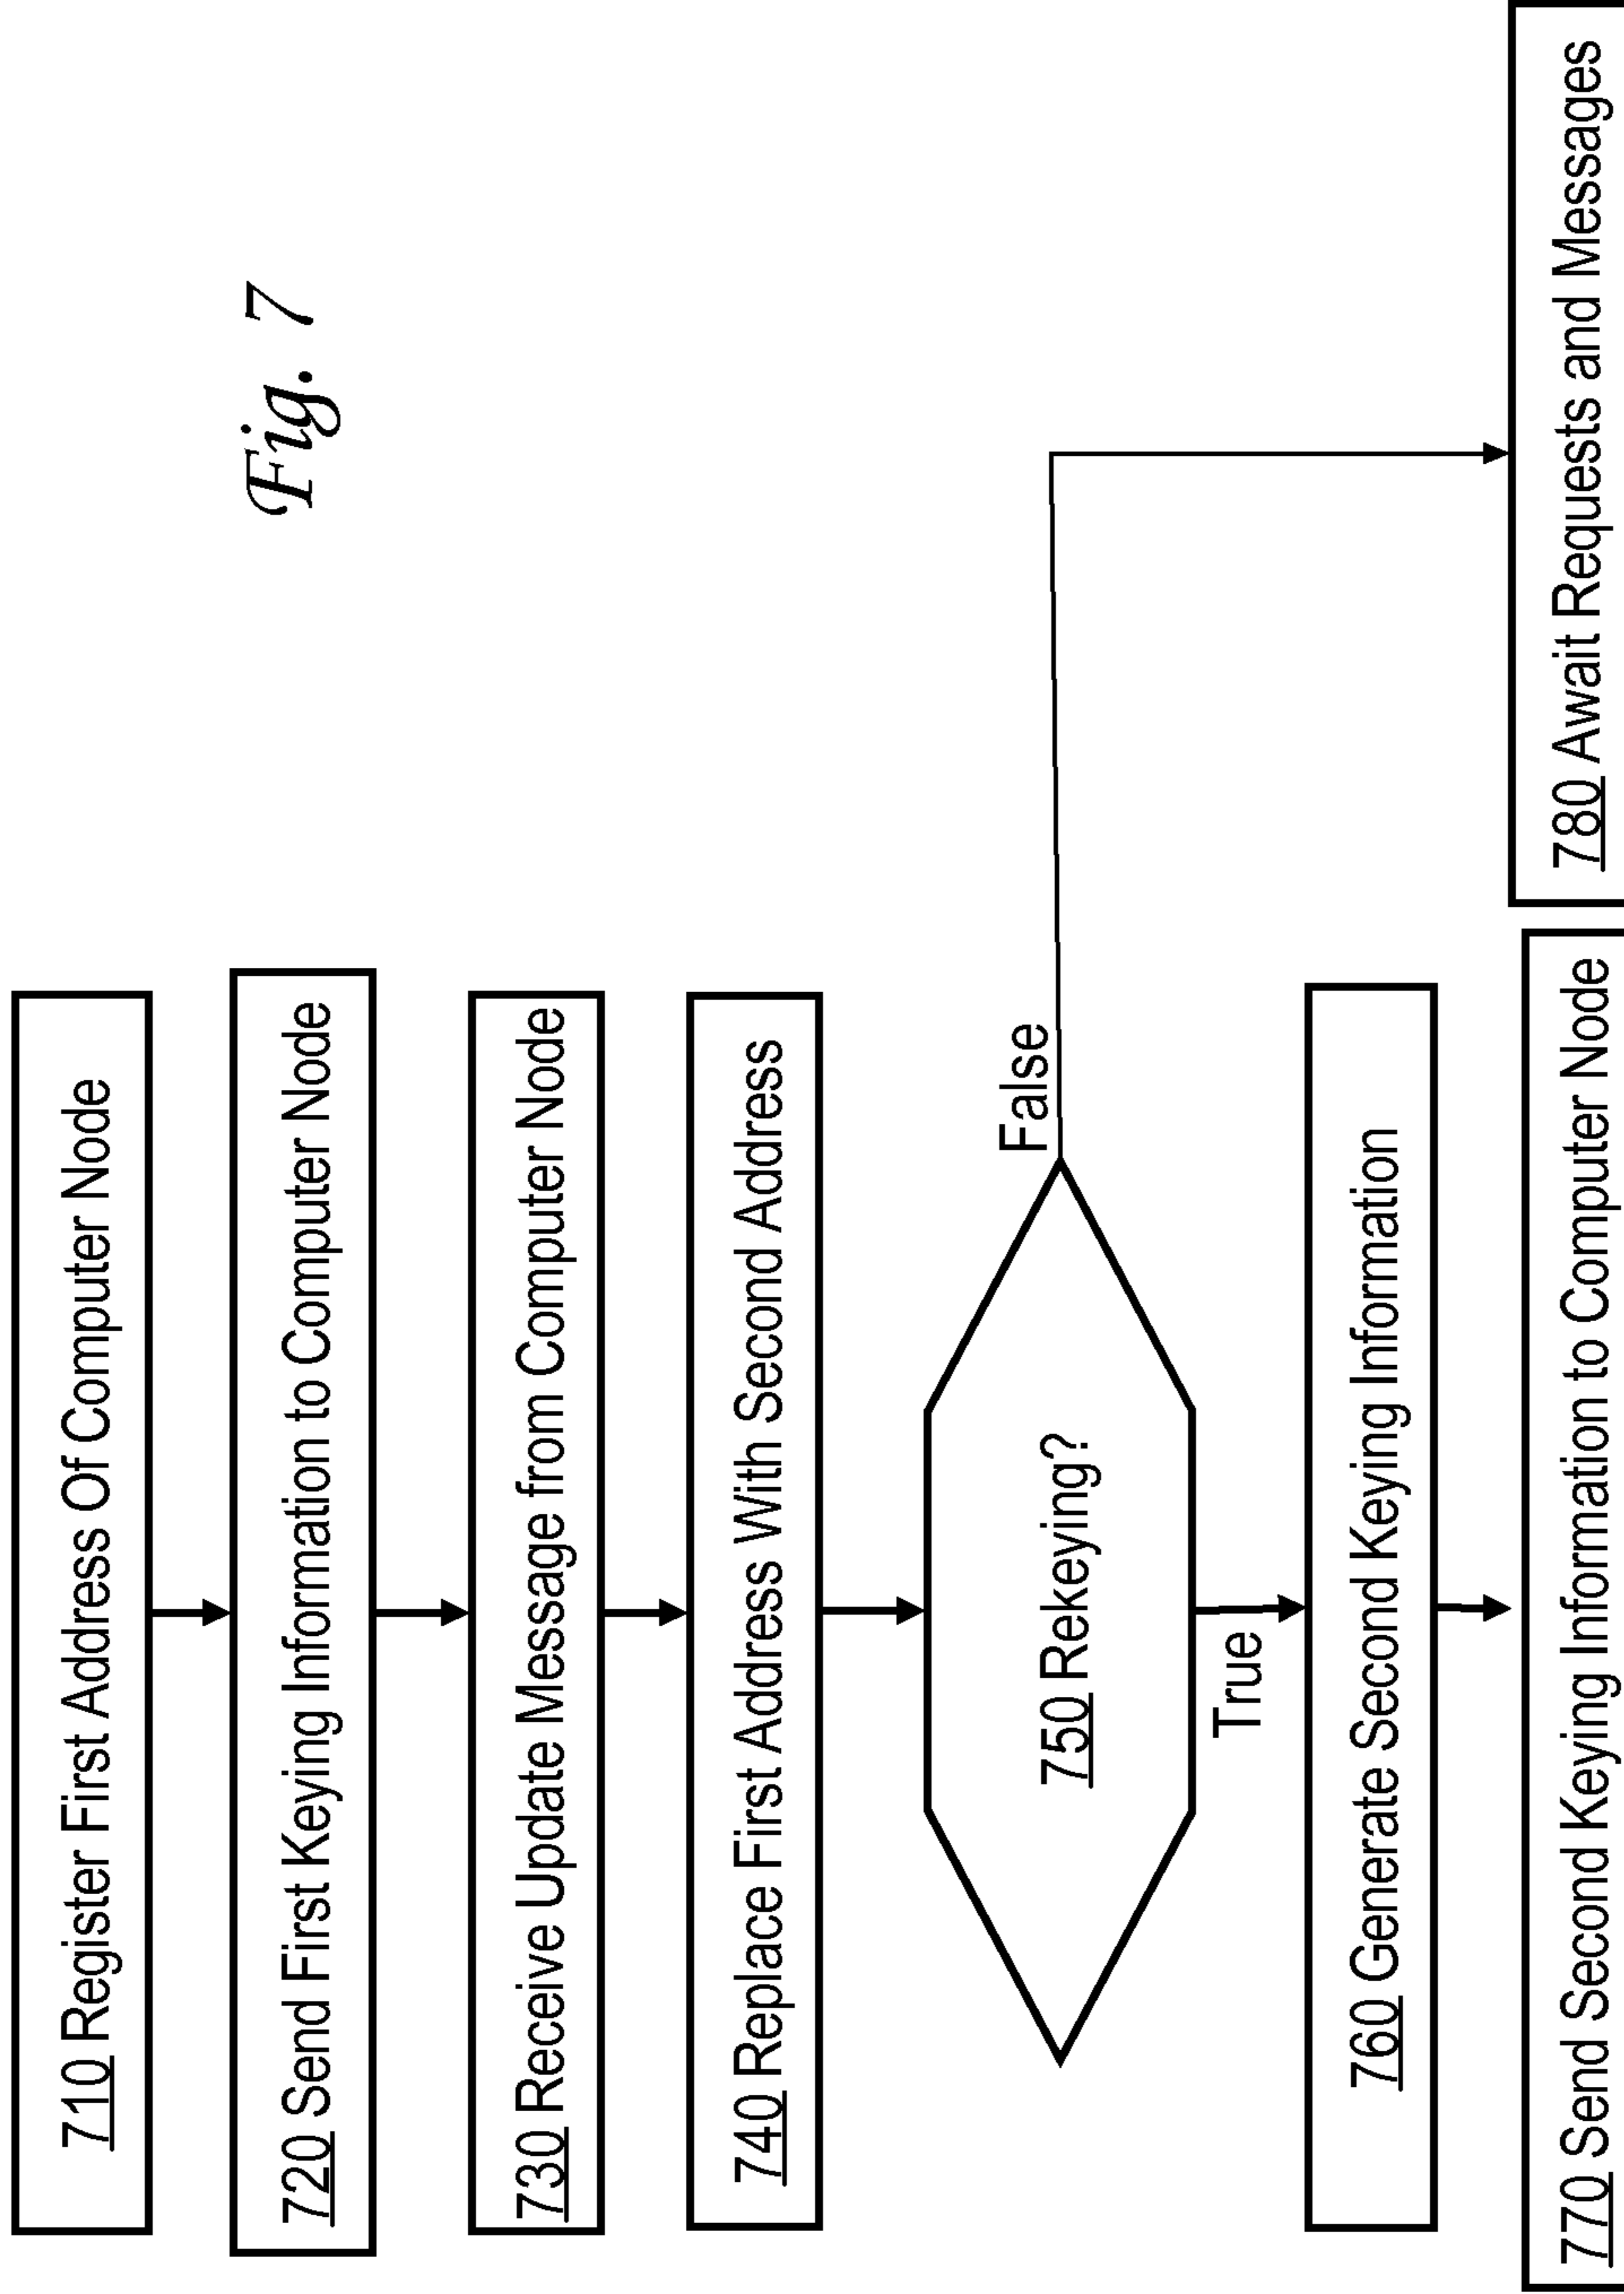 Fig. 7
710 Register First Address Of Computer Node
720 Send First Keying Information to Computer Node
730 Receive Update Message from Computer Node
740 Replace First Address With Second Address
750 Rekeying?
False
True
760 Generate Second Keying Information
770 Send Second Keying Information to Computer Node
780 Await Requests and Messages